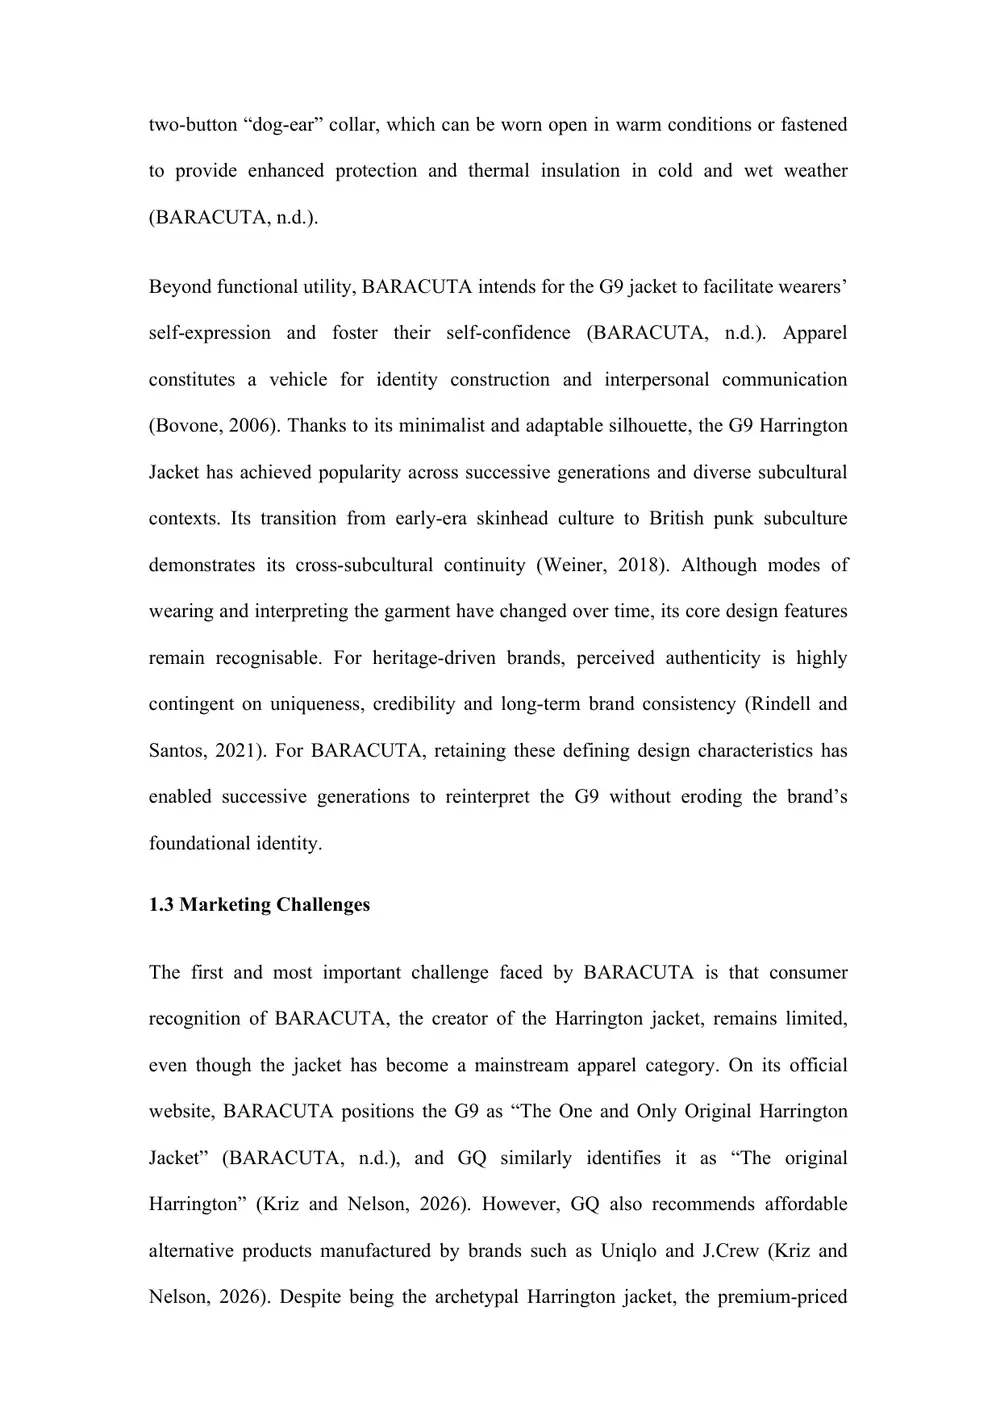 two-button “dog-ear” collar, which can be worn open in warm conditions or fastened
to provide enhanced protection and thermal insulation in cold and wet weather
(BARACUTA, n.d.).
Beyond functional utility, BARACUTA intends for the G9 jacket to facilitate wearers’
self-expression and foster their self-confidence (BARACUTA, n.d.). Apparel
constitutes a vehicle for identity construction and interpersonal communication
(Bovone, 2006). Thanks to its minimalist and adaptable silhouette, the G9 Harrington
Jacket has achieved popularity across successive generations and diverse subcultural
contexts. Its transition from early-era skinhead culture to British punk subculture
demonstrates its cross-subcultural continuity (Weiner, 2018). Although modes of
wearing and interpreting the garment have changed over time, its core design features
remain recognisable. For heritage-driven brands, perceived authenticity is highly
contingent on uniqueness, credibility and long-term brand consistency (Rindell and
Santos, 2021). For BARACUTA, retaining these defining design characteristics has
enabled successive generations to reinterpret the G9 without eroding the brand’s
foundational identity.
1.3 Marketing Challenges
The first and most important challenge faced by BARACUTA is that consumer
recognition of BARACUTA, the creator of the Harrington jacket, remains limited,
even though the jacket has become a mainstream apparel category. On its official
website, BARACUTA positions the G9 as “The One and Only Original Harrington
Jacket” (BARACUTA, n.d.), and GQ similarly identifies it as “The original
Harrington” (Kriz and Nelson, 2026). However, GQ also recommends affordable
alternative products manufactured by brands such as Uniqlo and J.Crew (Kriz and
Nelson, 2026). Despite being the archetypal Harrington jacket, the premium-priced